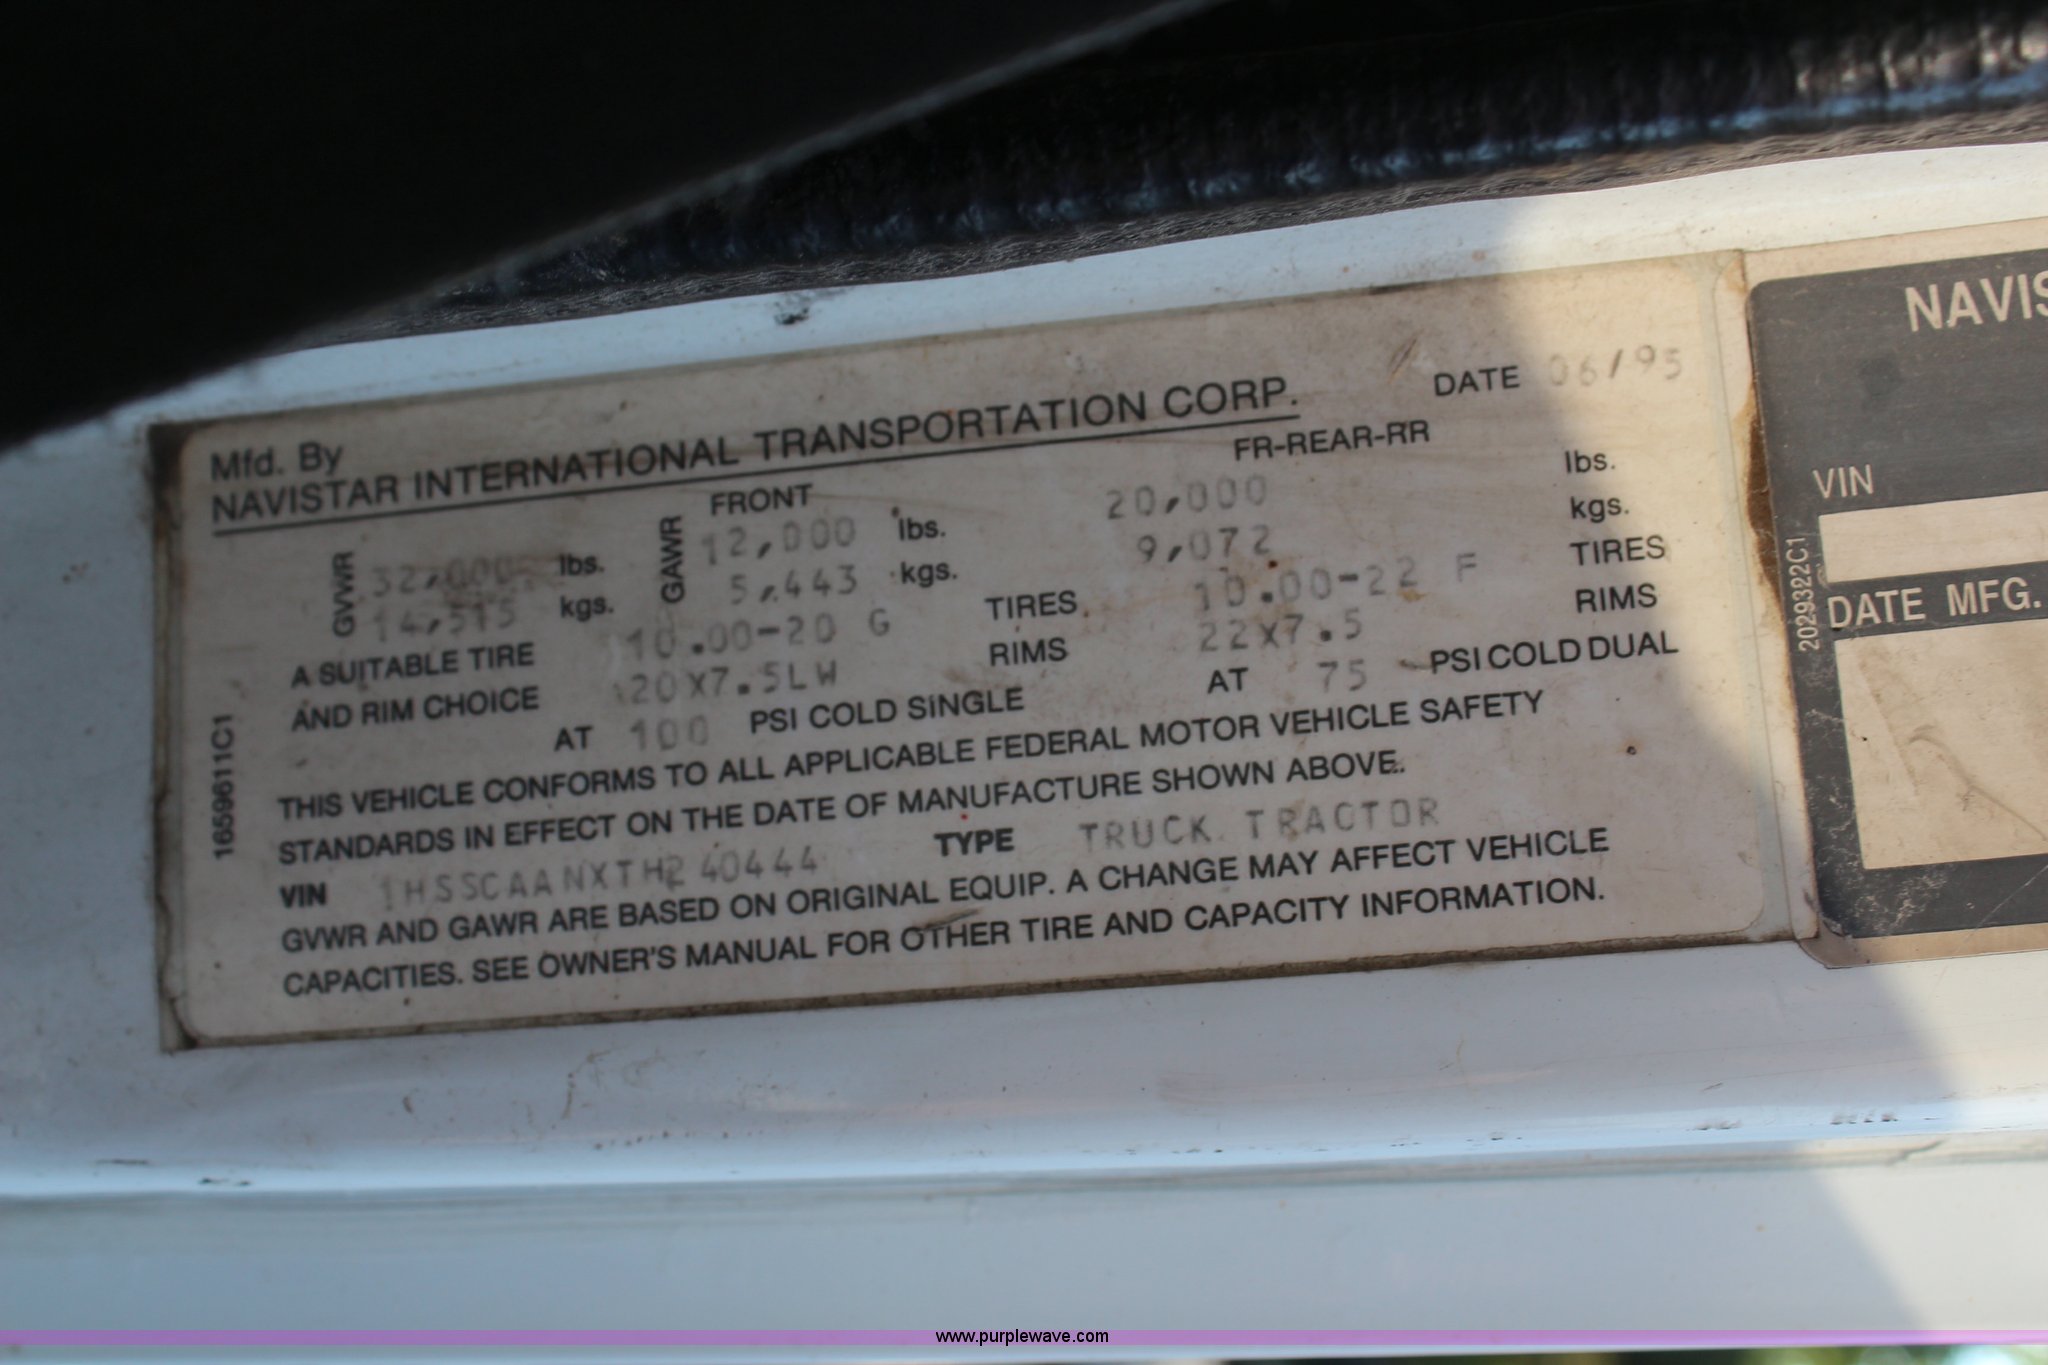 Mfd. By
NAVISTAR INTERNATIONAL TRANSPORTATION CORP. DATE 06/95
FRONT FR-REAR-RR
GVWR 32,000 lbs. GAWR 12,000 lbs. 20,000 lbs.
14,515 kgs. 5,443 kgs. 9,072 kgs.
A SUITABLE TIRE 10.00-20 G TIRES 10.00-22 F TIRES
AND RIM CHOICE 20X7.5LW RIMS 22X7.5 RIMS
AT 100 PSI COLD SINGLE AT 75 PSI COLD DUAL
THIS VEHICLE CONFORMS TO ALL APPLICABLE FEDERAL MOTOR VEHICLE SAFETY
STANDARDS IN EFFECT ON THE DATE OF MANUFACTURE SHOWN ABOVE.
VIN 1HSSCAANXTH240444 TYPE TRUCK TRACTOR
GVWR AND GAWR ARE BASED ON ORIGINAL EQUIP. A CHANGE MAY AFFECT VEHICLE
CAPACITIES. SEE OWNER'S MANUAL FOR OTHER TIRE AND CAPACITY INFORMATION.
1659611C1
NAVIS
VIN
DATE MFG.
2029322C1
www.purplewave.com